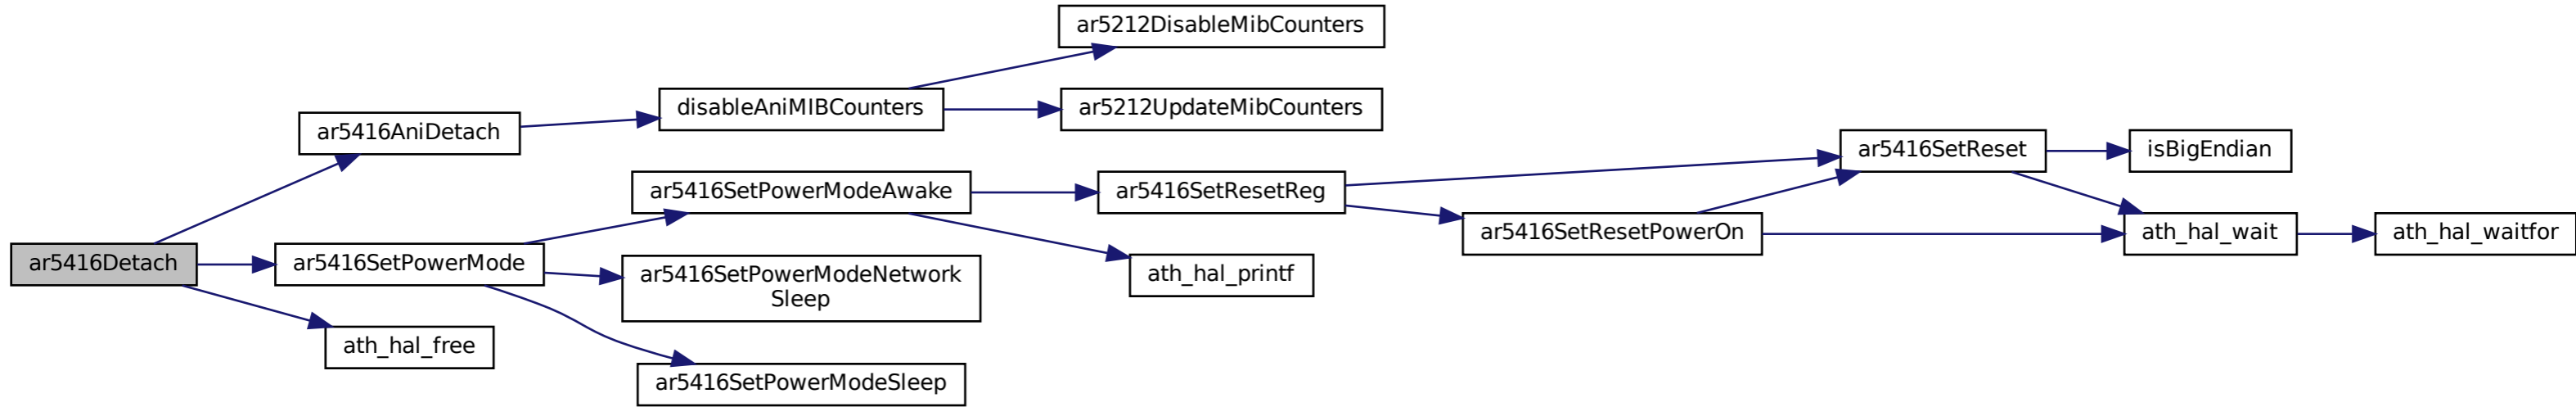 ar5416Detach
ar5416AniDetach
ar5416SetPowerMode
ath_hal_free
disableAniMIBCounters
ar5416SetPowerModeAwake
ar5416SetPowerModeNetwork
Sleep
ar5416SetPowerModeSleep
ar5212DisableMibCounters
ar5212UpdateMibCounters
ar5416SetResetReg
ath_hal_printf
ar5416SetResetPowerOn
ar5416SetReset
isBigEndian
ath_hal_wait
ath_hal_waitfor